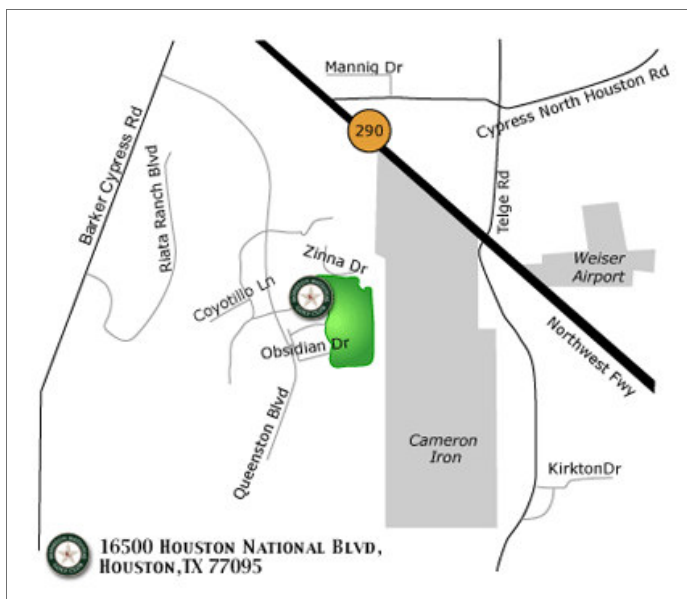 Manniq Dr
290
Cypress North Houston Rd
Barker Cypress Rd
Riata Ranch Blvd
Telge Rd
Zinna Dr
Weiser
Airport
Coyotillo Ln
Obsidian Dr
Northwest Fwy
Queenston Blvd
Cameron
Iron
KirktonDr
16500 Houston National Blvd,
Houston,TX 77095